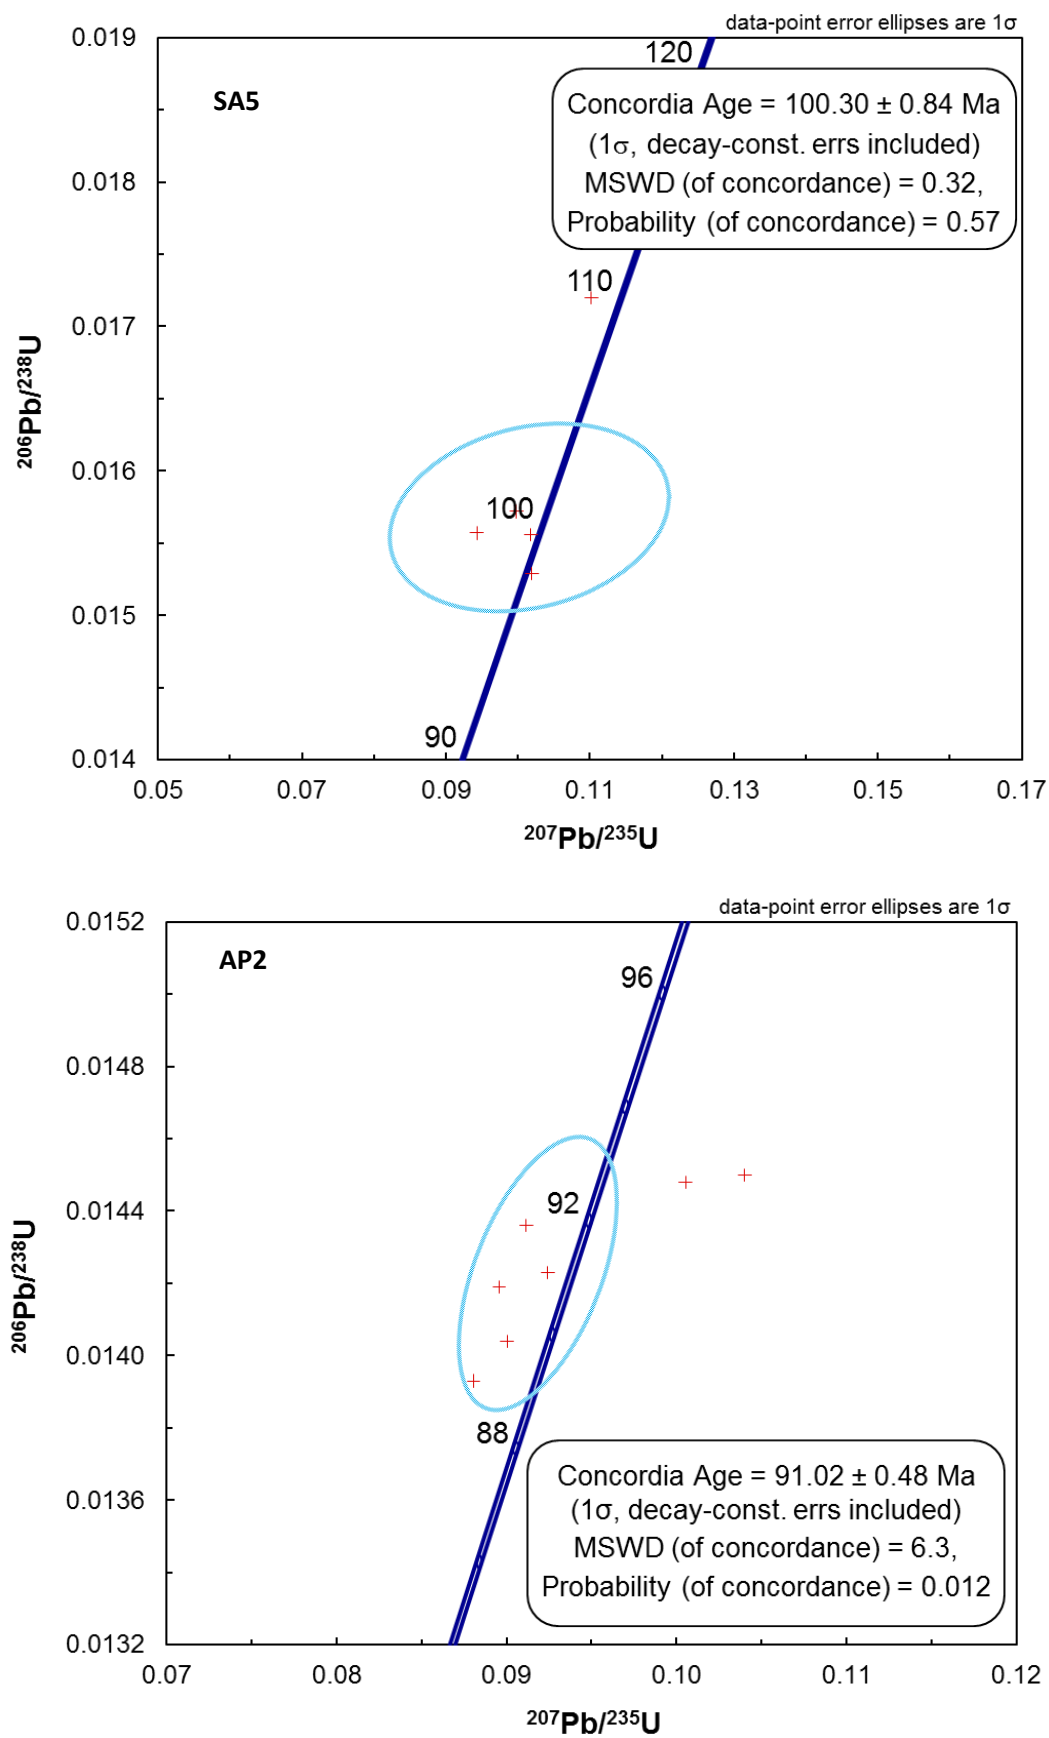 data-point error ellipses are 1σ
0.019
120
SA5
Concordia Age = 100.30 ± 0.84 Ma
(1σ, decay-const. errs included)
MSWD (of concordance) = 0.32,
Probability (of concordance) = 0.57
0.018
110
0.017
206Pb/238U
0.016
100
0.015
90
0.014
0.05 0.07 0.09 0.11 0.13 0.15 0.17
207Pb/235U
data-point error ellipses are 1σ
0.0152
AP2
96
0.0148
92
0.0144
206Pb/238U
0.0140
88
Concordia Age = 91.02 ± 0.48 Ma
(1σ, decay-const. errs included)
MSWD (of concordance) = 6.3,
Probability (of concordance) = 0.012
0.0136
0.0132
0.07 0.08 0.09 0.10 0.11 0.12
207Pb/235U